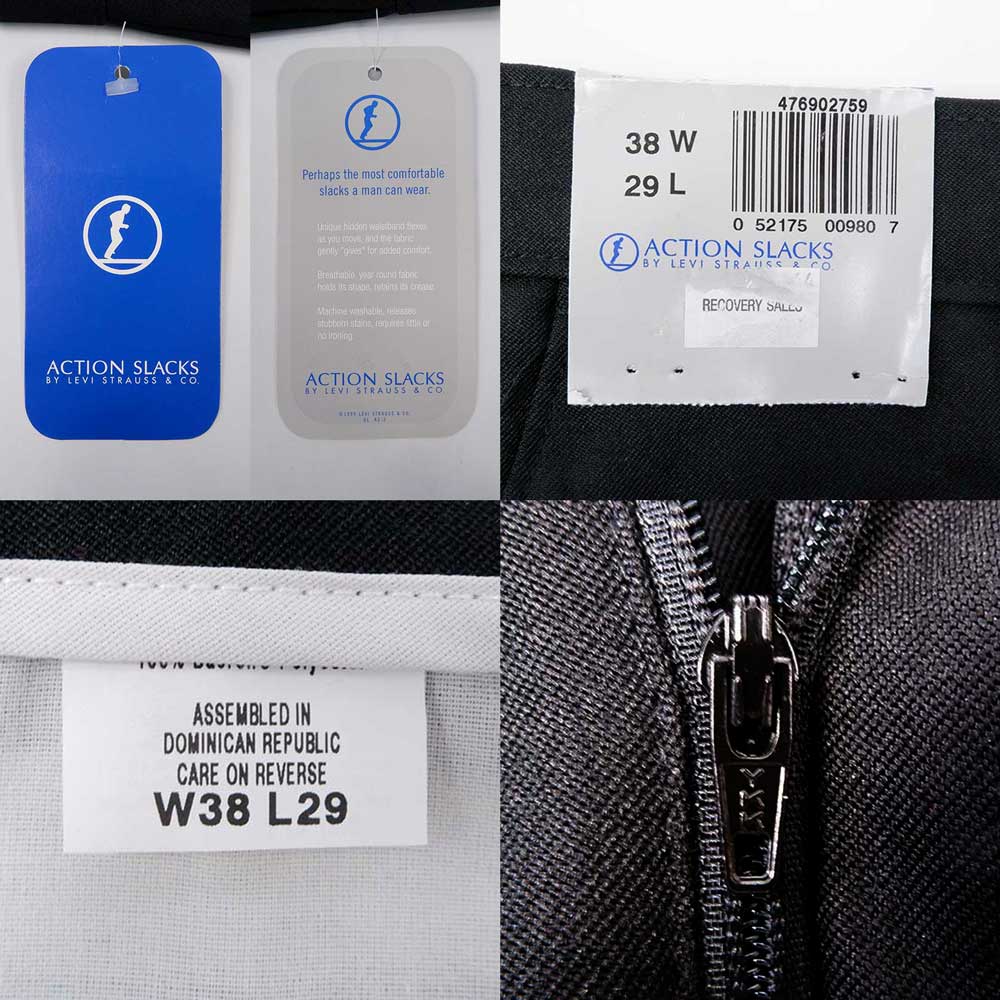 ACTION SLACKS
BY LEVI STRAUSS & CO.
Perhaps the most comfortable
slacks a man can wear.
Unique hidden waistband flexes
as you move, and the fabric
gently "gives" for added comfort.
Breathable, year round fabric
holds its shape, retains its crease.
Machine washable, releases
stubborn stains, requires little or
no ironing.
ACTION SLACKS
BY LEVI STRAUSS & CO.
LEVI STRAUSS & CO.
476902759
38 W
29 L
0 52175 00980 7
ACTION SLACKS
BY LEVI STRAUSS & CO.
RECOVERY SALES
ASSEMBLED IN
DOMINICAN REPUBLIC
CARE ON REVERSE
W38 L29
YKK